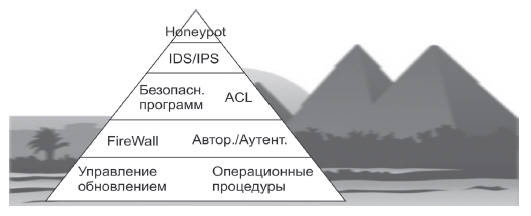 Honeypot
IDS/IPS
Безопасн.
программ
ACL
FireWall
Автор./Аутент.
Управление
обновлением
Операционные
процедуры